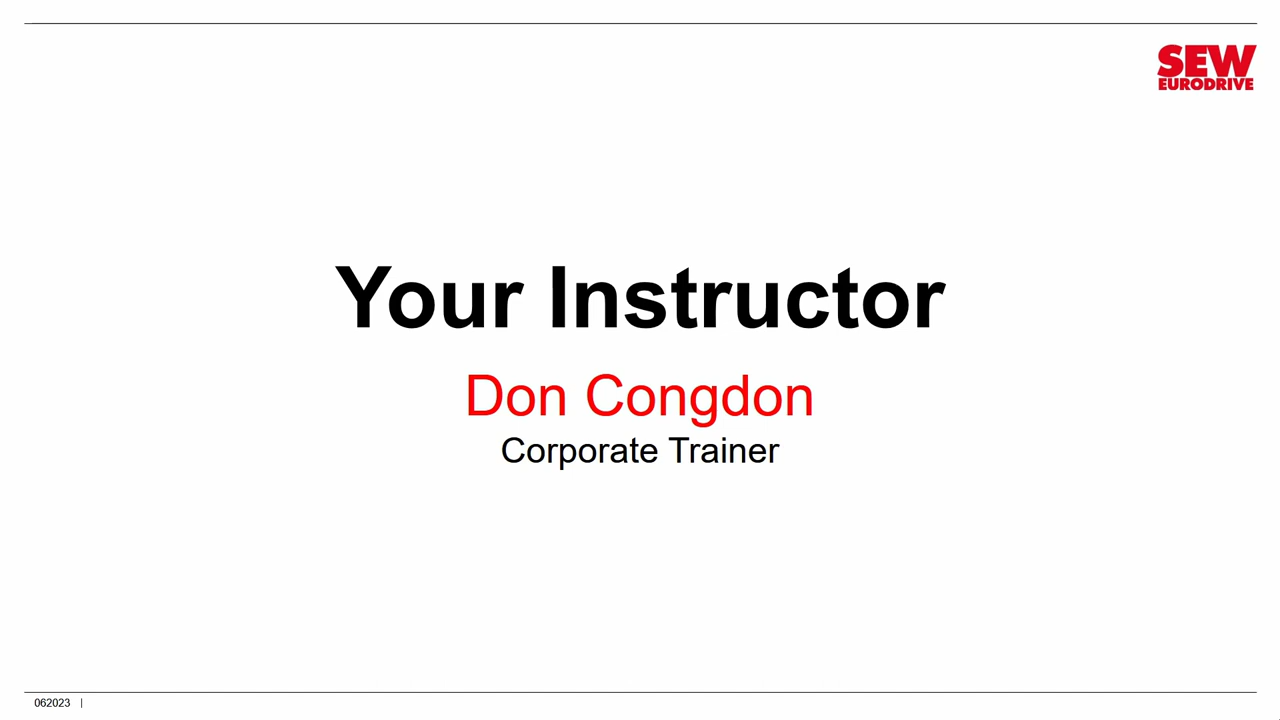 SEW
EURODRIVE
Your Instructor
Don Congdon
Corporate Trainer
062023 |